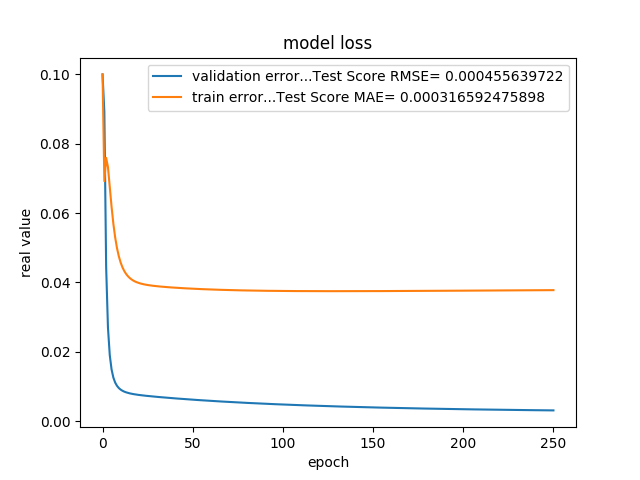 model loss
validation error...Test Score RMSE= 0.000455639722
train error...Test Score MAE= 0.000316592475898
real value
0.10
0.08
0.06
0.04
0.02
0.00
0 50 100 150 200 250
epoch